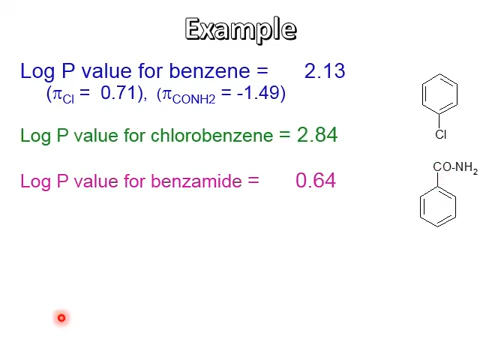 Example
Log P value for benzene = 2.13
(πCl = 0.71), (πCONH2 = -1.49)
Log P value for chlorobenzene = 2.84
Cl
CO-NH2
Log P value for benzamide = 0.64